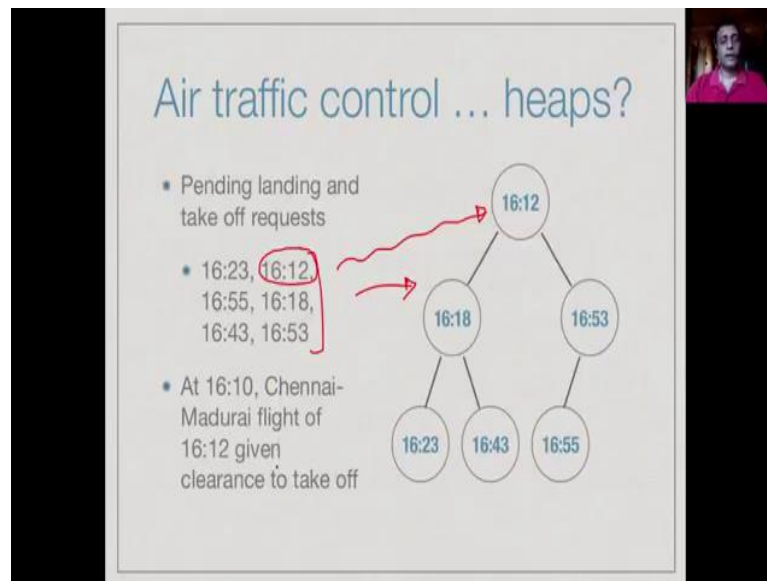 Air traffic control ... heaps?
• Pending landing and
take off requests
• 16:23, 16:12,
16:55, 16:18,
16:43, 16:53
• At 16:10, Chennai-
Madurai flight of
16:12 given
clearance to take off
16:12
16:18
16:53
16:23
16:43
16:55